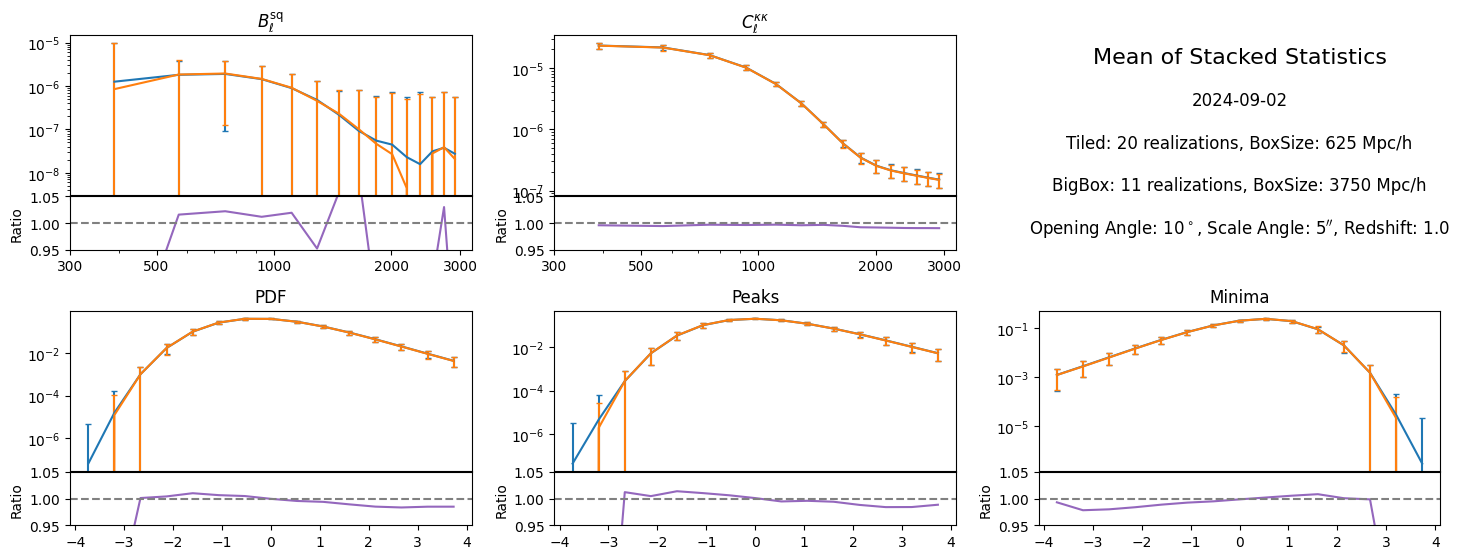 $B_\ell^{\mathrm{sq}}$
10⁻⁵
10⁻⁶
10⁻⁷
10⁻⁸
1.05
1.00
0.95
Ratio
300 500 1000 2000 3000
$C_\ell^{\kappa\kappa}$
10⁻⁵
10⁻⁶
10⁻⁷
1.05
1.00
0.95
Ratio
300 500 1000 2000 3000
Mean of Stacked Statistics
2024-09-02
Tiled: 20 realizations, BoxSize: 625 Mpc/h
BigBox: 11 realizations, BoxSize: 3750 Mpc/h
Opening Angle: 10°, Scale Angle: 5″, Redshift: 1.0
PDF
10⁻²
10⁻⁴
10⁻⁶
1.05
1.00
0.95
Ratio
−4 −3 −2 −1 0 1 2 3 4
Peaks
10⁻²
10⁻⁴
10⁻⁶
1.05
1.00
0.95
Ratio
−4 −3 −2 −1 0 1 2 3 4
Minima
10⁻¹
10⁻³
10⁻⁵
1.05
1.00
0.95
Ratio
−4 −3 −2 −1 0 1 2 3 4